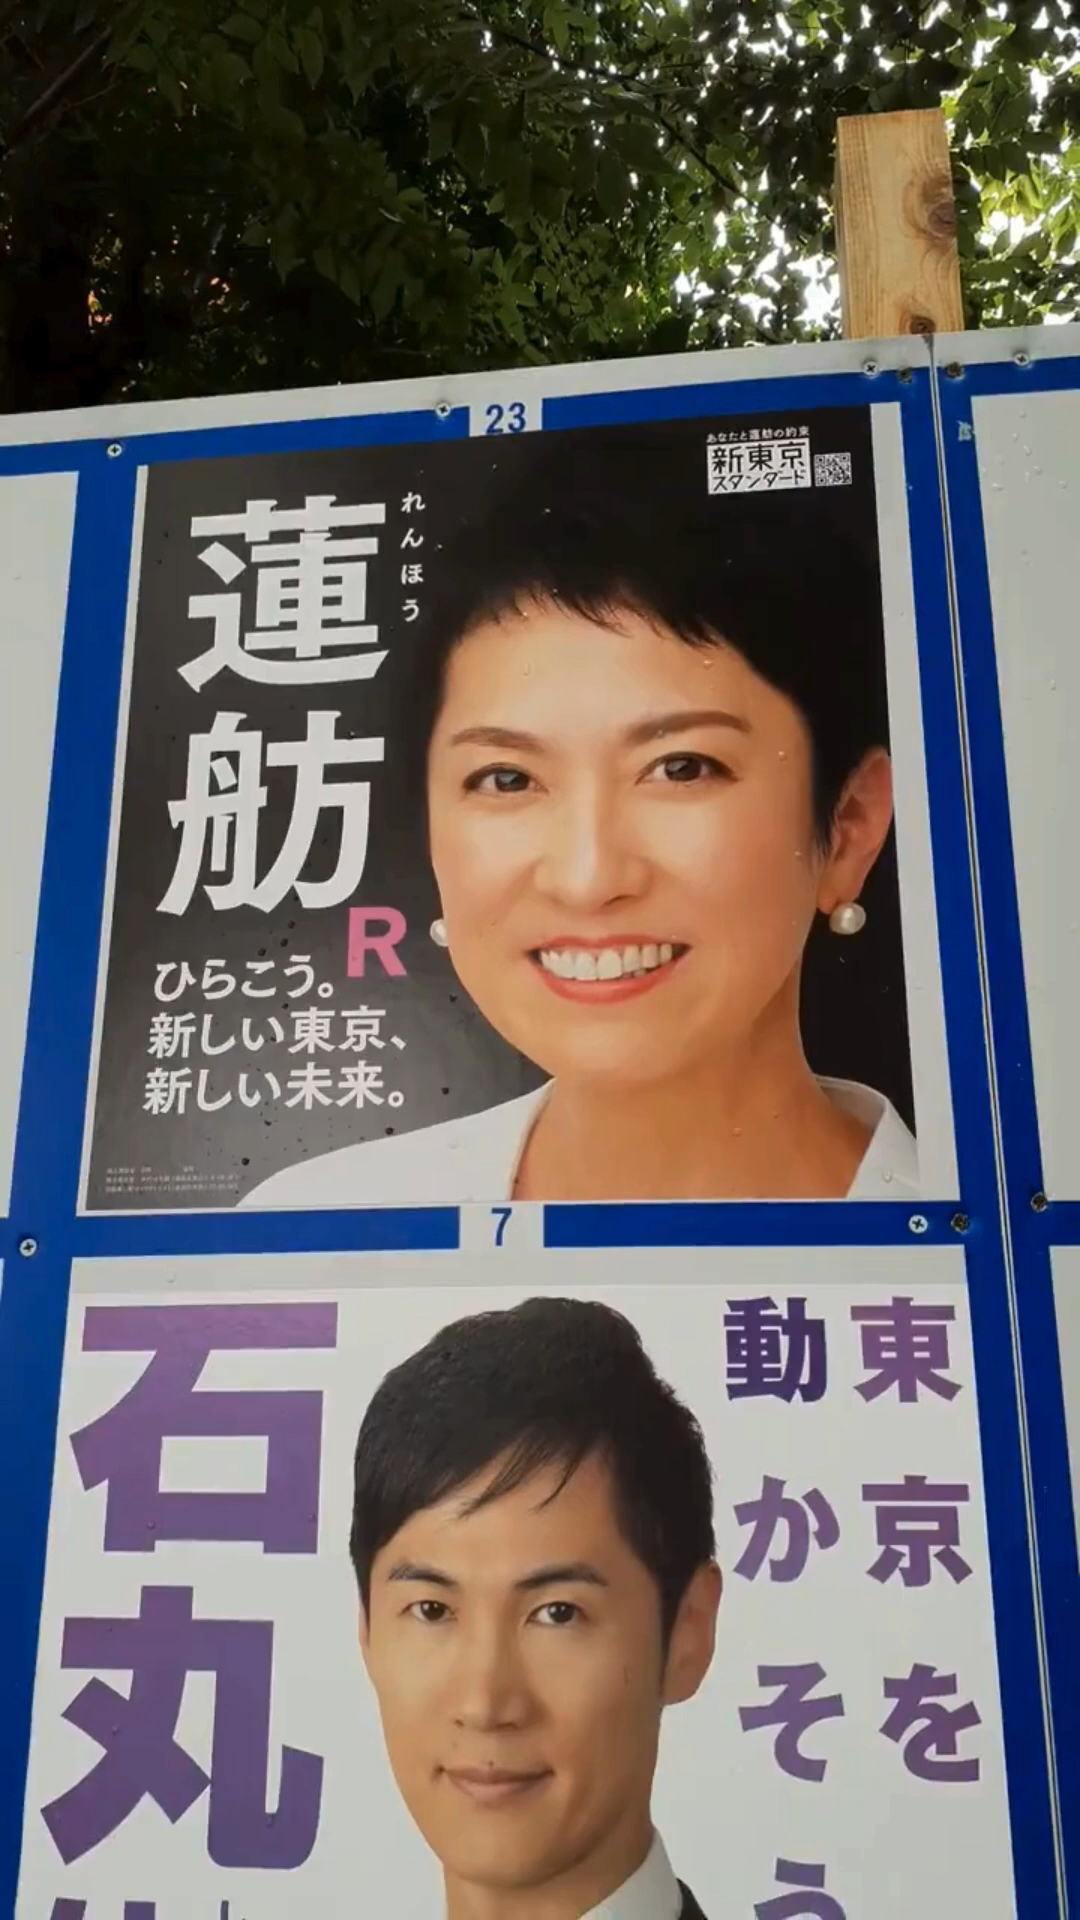 23
あなたと蓮舫の約束
新東京
スタンダード
蓮舫
れんほう
R
ひらこう。
新しい東京、
新しい未来。
7
石丸
東京を
動かそう